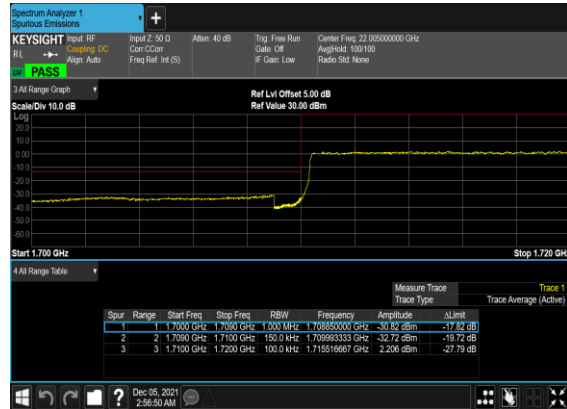 Spectrum Analyzer 1
Spurious Emissions
KEYSIGHT Input: RF Input Z: 50 Ω Atten: 40 dB Trig: Free Run Center Freq: 22.005000000 GHz
RL Coupling: DC Corr CCorr Gate: Off Avg|Hold: 100/100
Align: Auto Freq Ref: Int (S) IF Gain: Low Radio Std: None
PASS
3 All Range Graph
Ref Lvl Offset 5.00 dB
Scale/Div 10.0 dB Ref Value 30.00 dBm
Log
20.0
10.0
0.00
-10.0
-20.0
-30.0
-40.0
-50.0
-60.0
Start 1.700 GHz Stop 1.720 GH
4 All Range Table
Measure Trace Trace 1
Trace Type Trace Average (Active)
Spur Range Start Freq Stop Freq RBW Frequency Amplitude ΔLimit
1 1 1.7000 GHz 1.7090 GHz 1.000 MHz 1.708850000 GHz -30.82 dBm -17.82 dB
2 2 1.7090 GHz 1.7100 GHz 150.0 kHz 1.709993333 GHz -32.72 dBm -19.72 dB
3 3 1.7100 GHz 1.7200 GHz 100.0 kHz 1.715516667 GHz 2.206 dBm -27.79 dB
Dec 05, 2021
2:56:50 AM